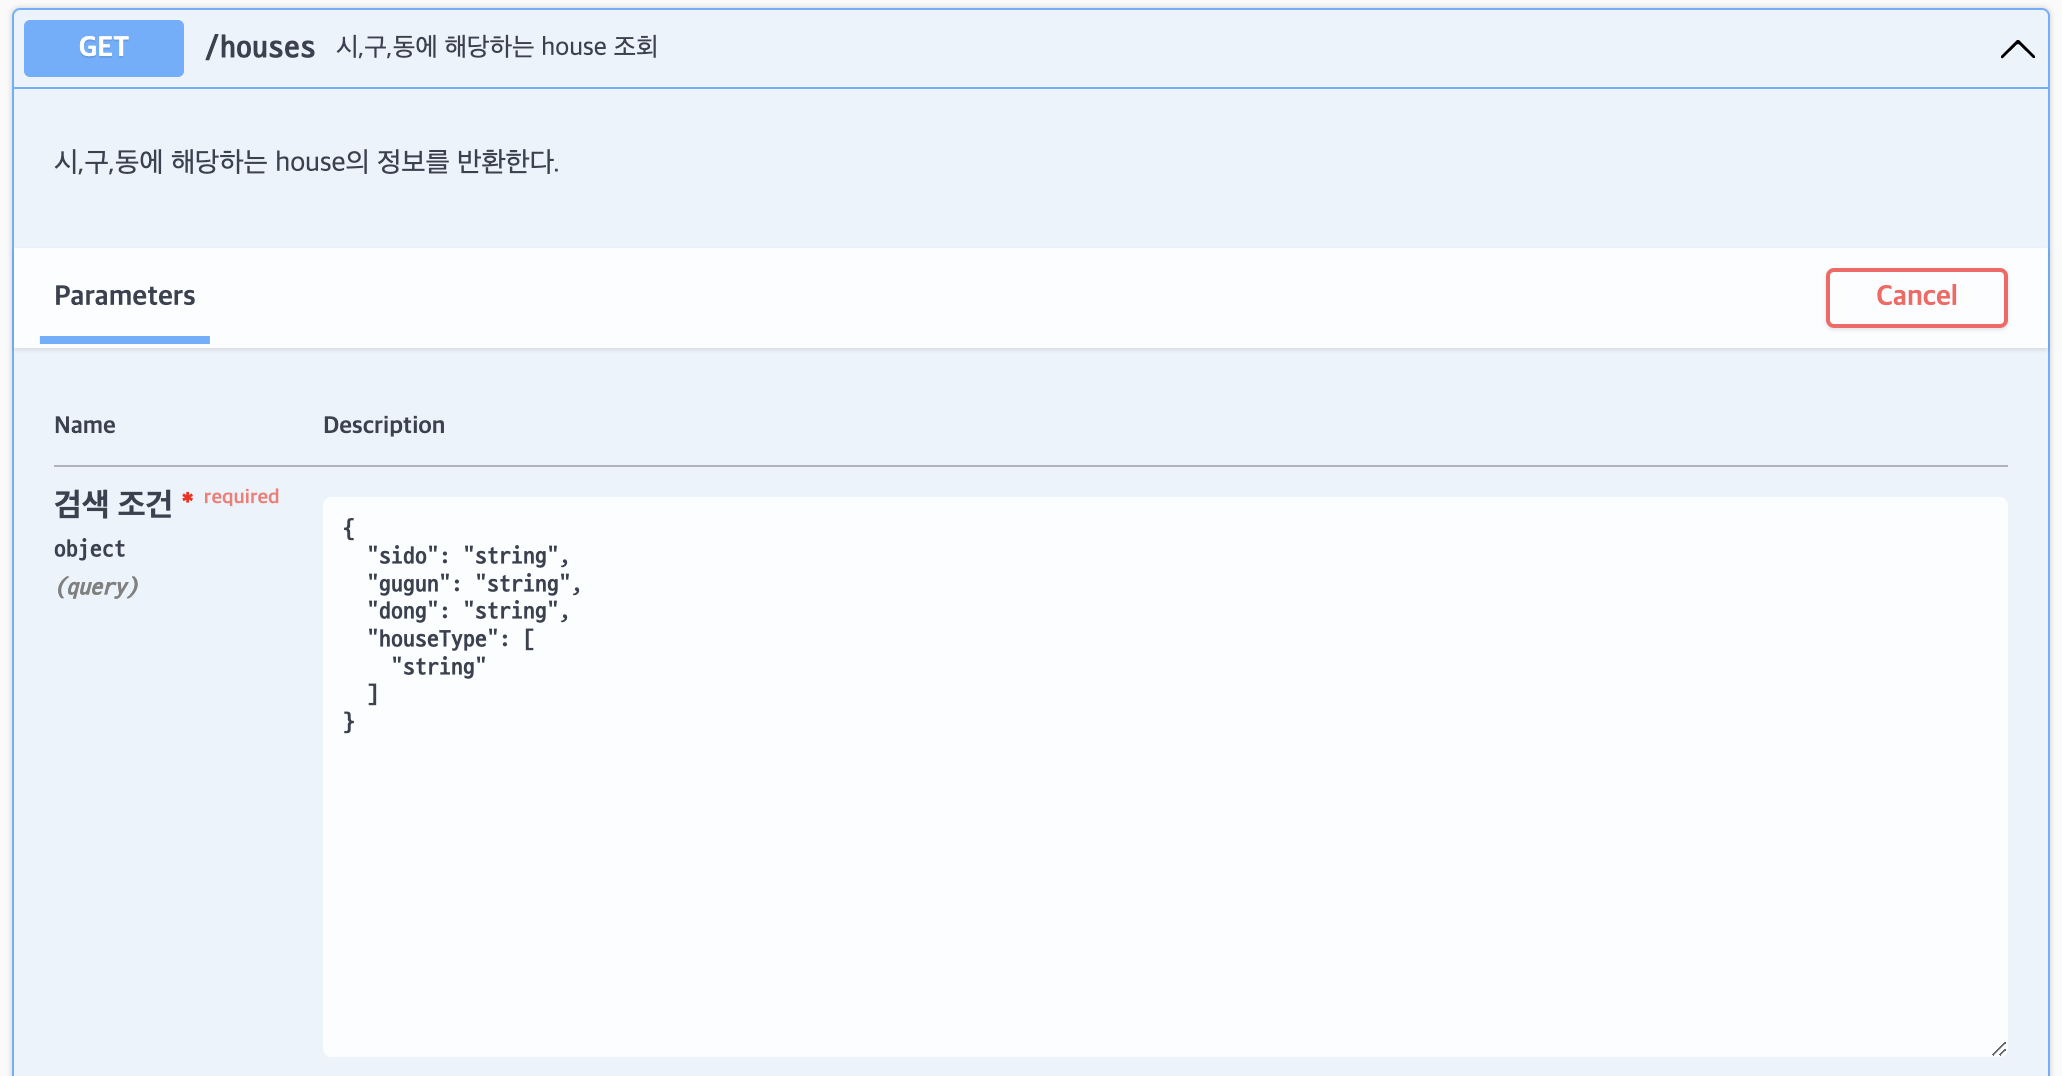 GET /houses 시,구,동에 해당하는 house 조회
시,구,동에 해당하는 house의 정보를 반환한다.
Parameters
Cancel
Name Description
검색 조건 * required
object
(query)
{
  "sido": "string",
  "gugun": "string",
  "dong": "string",
  "houseType": [
    "string"
  ]
}